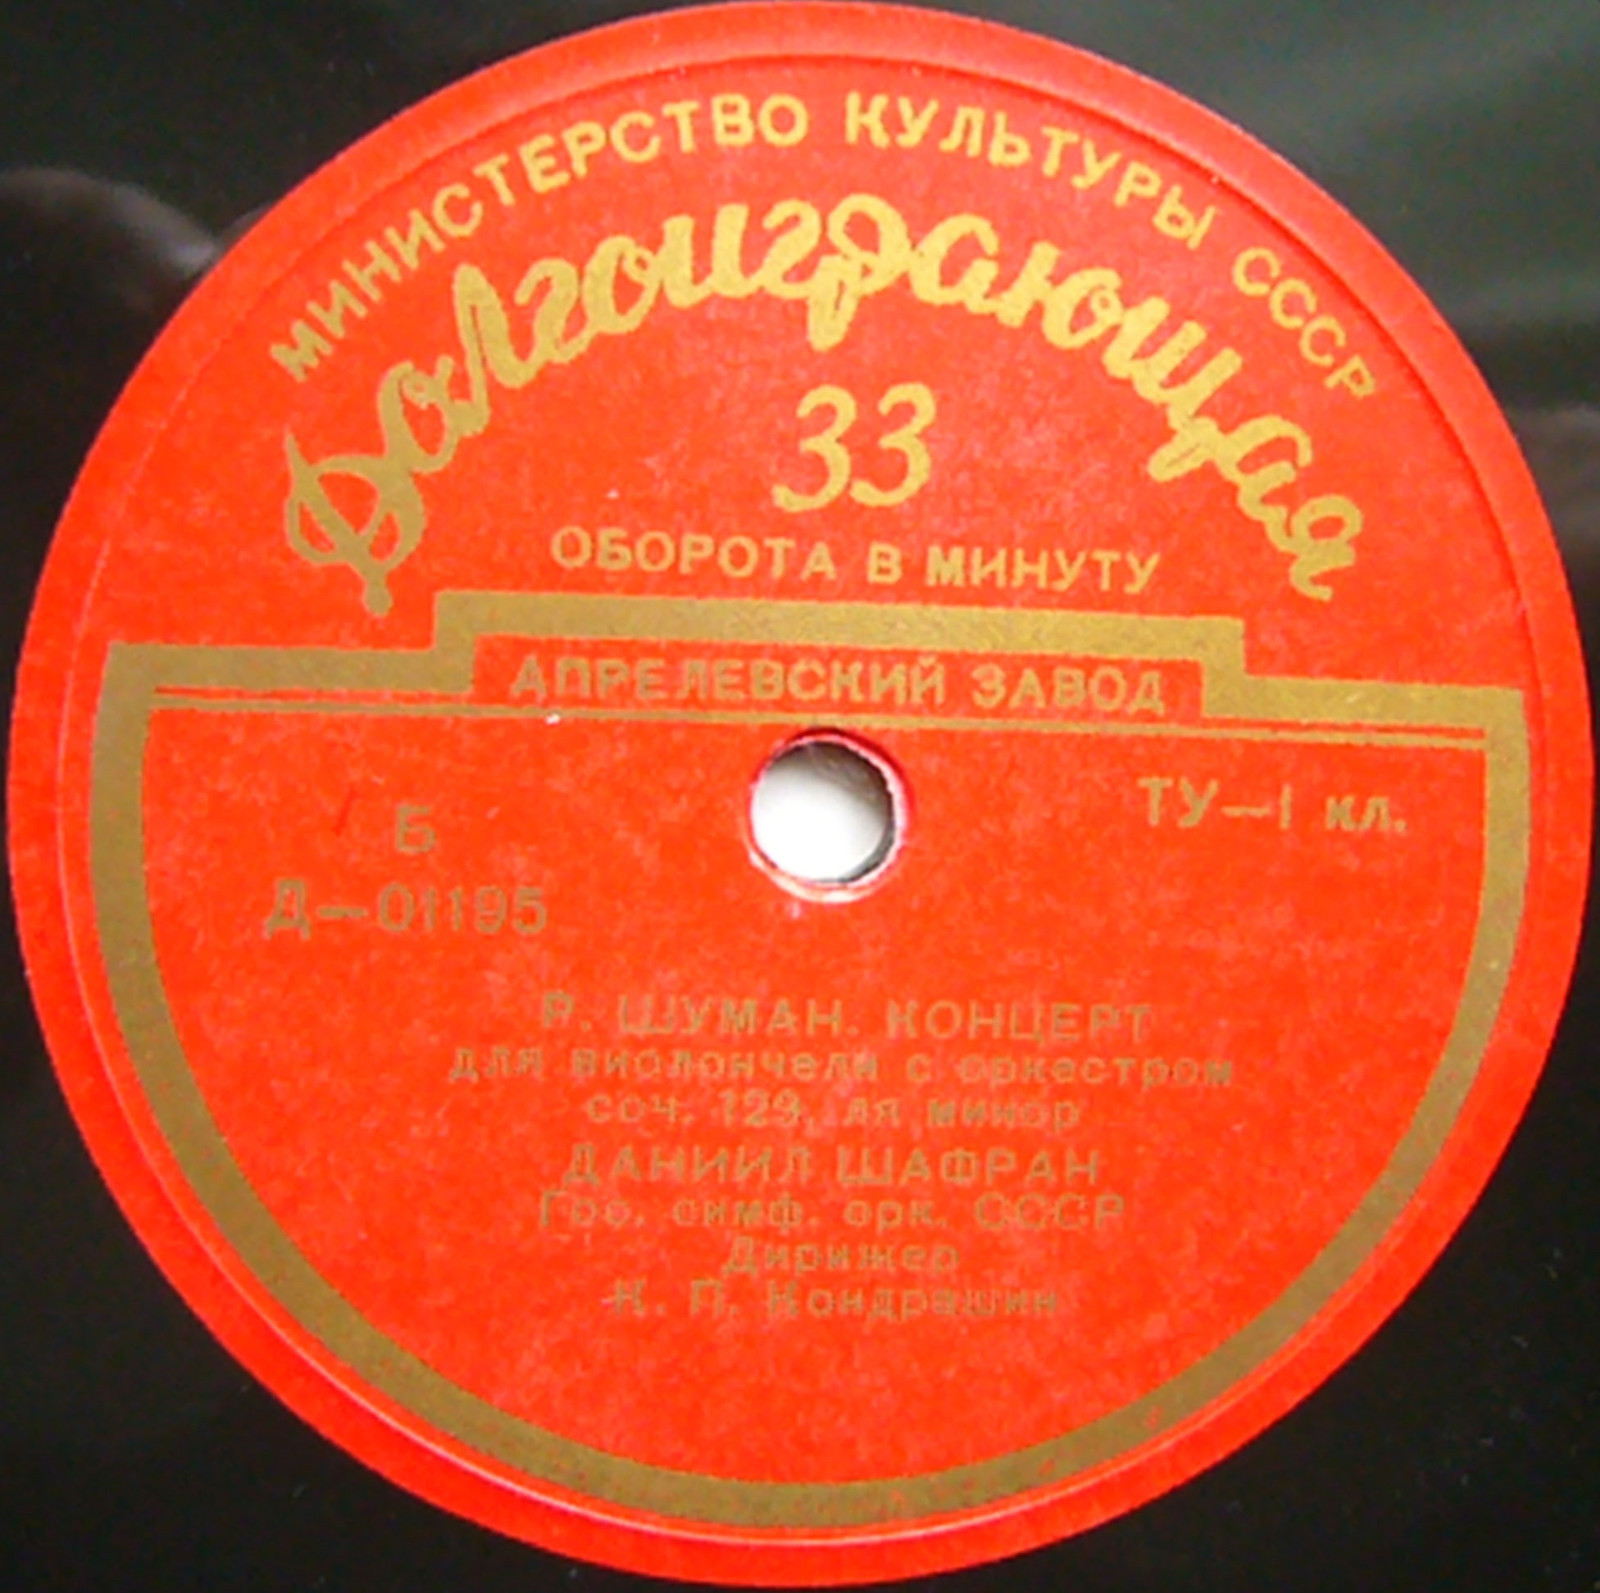 МИНИСТЕРСТВО КУЛЬТУРЫ СССР
Долгоиграющая
33
ОБОРОТА В МИНУТУ
АПРЕЛЕВСКИЙ ЗАВОД
ТУ—I кл.
Б
Д—01195
Р. ШУМАН. КОНЦЕРТ
для виолончели с оркестром
соч. 129, ля минор
ДАНИИЛ ШАФРАН
Гос. симф. орк. СССР
Дирижер
К. П. Кондрашин